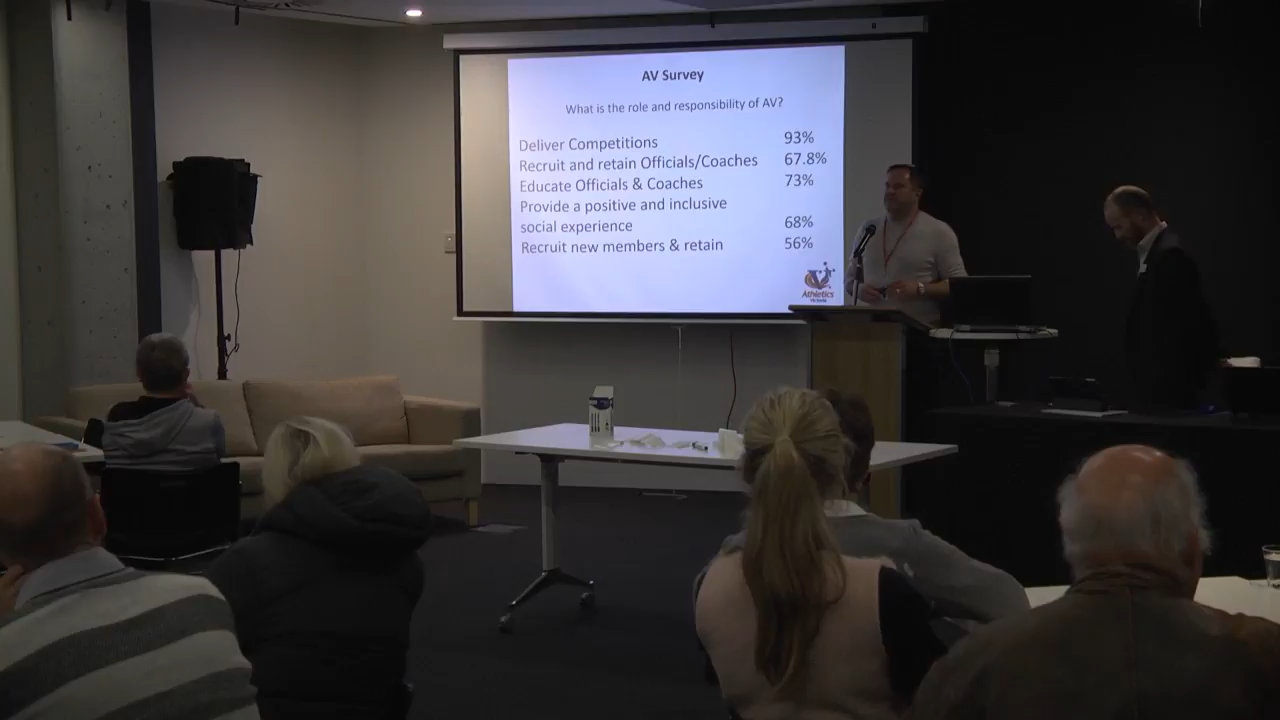 AV Survey
What is the role and responsibility of AV?
Deliver Competitions 93%
Recruit and retain Officials/Coaches 67.8%
Educate Officials & Coaches 73%
Provide a positive and inclusive
social experience 68%
Recruit new members & retain 56%
Athletics
Victoria